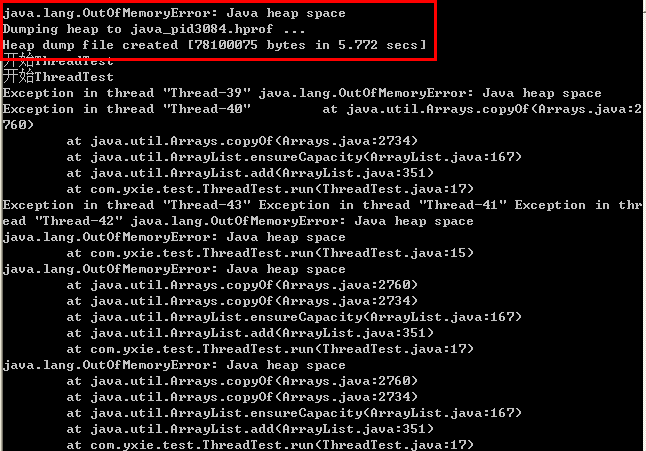 java.lang.OutOfMemoryError: Java heap space
Dumping heap to java_pid3084.hprof ...
Heap dump file created [78100075 bytes in 5.772 secs]
开始ThreadTest
开始ThreadTest
Exception in thread "Thread-39" java.lang.OutOfMemoryError: Java heap space
Exception in thread "Thread-40"         at java.util.Arrays.copyOf(Arrays.java:2
760)
        at java.util.Arrays.copyOf(Arrays.java:2734)
        at java.util.ArrayList.ensureCapacity(ArrayList.java:167)
        at java.util.ArrayList.add(ArrayList.java:351)
        at com.yxie.test.ThreadTest.run(ThreadTest.java:17)
Exception in thread "Thread-43" Exception in thread "Thread-41" Exception in thr
ead "Thread-42" java.lang.OutOfMemoryError: Java heap space
java.lang.OutOfMemoryError: Java heap space
        at com.yxie.test.ThreadTest.run(ThreadTest.java:15)
java.lang.OutOfMemoryError: Java heap space
        at java.util.Arrays.copyOf(Arrays.java:2760)
        at java.util.Arrays.copyOf(Arrays.java:2734)
        at java.util.ArrayList.ensureCapacity(ArrayList.java:167)
        at java.util.ArrayList.add(ArrayList.java:351)
        at com.yxie.test.ThreadTest.run(ThreadTest.java:17)
java.lang.OutOfMemoryError: Java heap space
        at java.util.Arrays.copyOf(Arrays.java:2760)
        at java.util.Arrays.copyOf(Arrays.java:2734)
        at java.util.ArrayList.ensureCapacity(ArrayList.java:167)
        at java.util.ArrayList.add(ArrayList.java:351)
        at com.yxie.test.ThreadTest.run(ThreadTest.java:17)